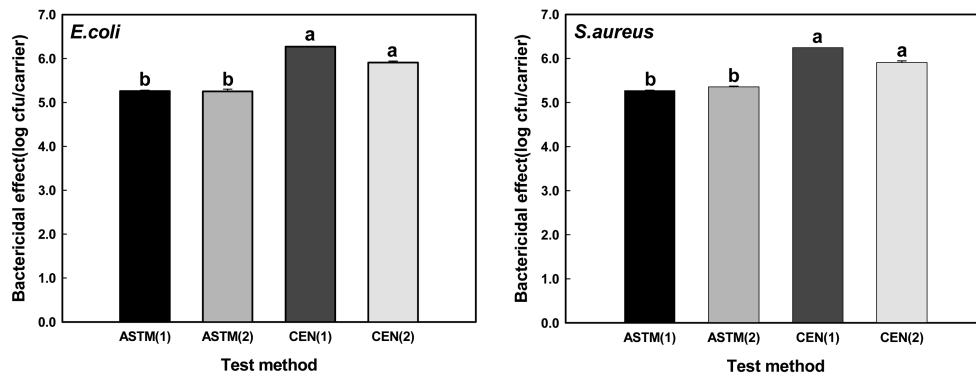 E.coli
Bactericidal effect(log cfu/carrier)
7.0
6.0
5.0
4.0
3.0
2.0
1.0
0.0
b
b
a
a
ASTM(1) ASTM(2) CEN(1) CEN(2)
Test method
S.aureus
Bactericidal effect(log cfu/carrier)
7.0
6.0
5.0
4.0
3.0
2.0
1.0
0.0
b
b
a
a
ASTM(1) ASTM(2) CEN(1) CEN(2)
Test method